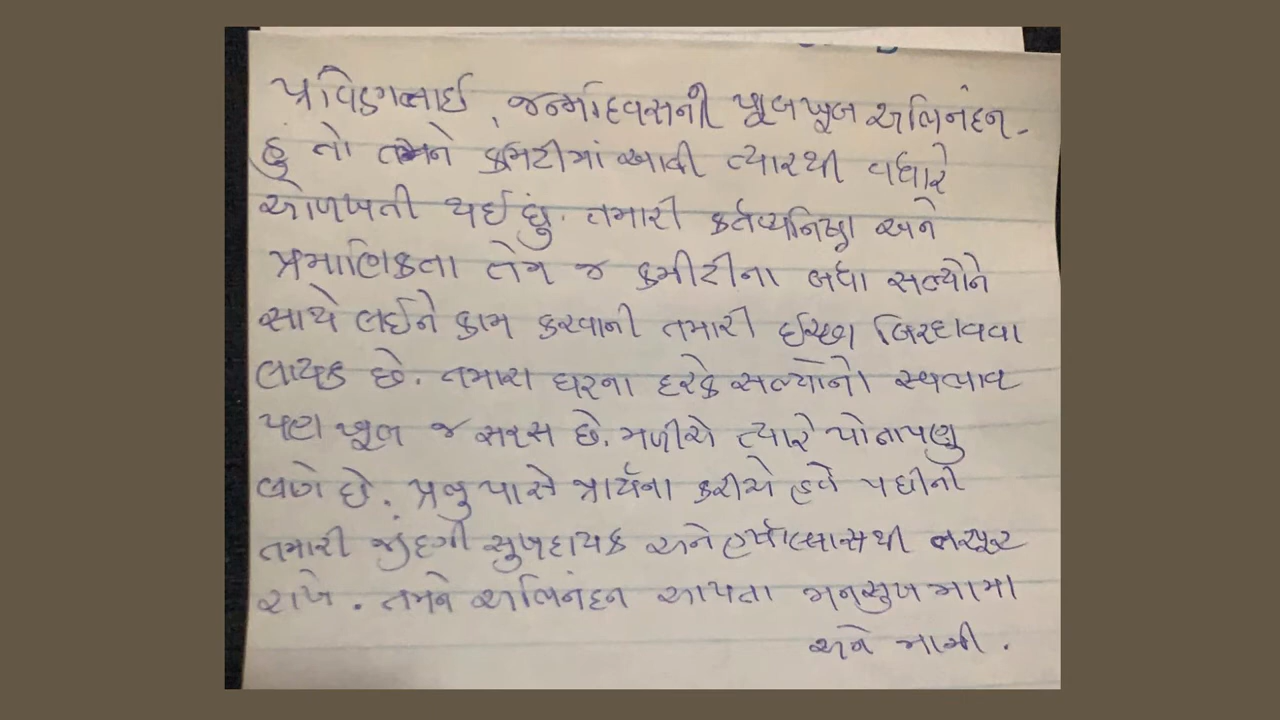 પ્રવિણભાઈ, જન્મદિવસની ખૂબખૂબ અભિનંદન.
હું તો તમને કમિટીમાં આવી ત્યારથી વધારે
ઓળખતી થઈ છું. તમારી કર્તવ્યનિષ્ઠા અને
પ્રમાણિકતા તેમ જ કમીટીના બધા સભ્યોને
સાથે લઈને કામ કરવાની તમારી ઈચ્છા બિરદાવવા
લાયક છે. તમારા ઘરના દરેક સભ્યોનો સ્વભાવ
પણ ખૂબ જ સરસ છે. મળીએ ત્યારે પોતાપણુ
લાગે છે. પ્રભુ પાસે પ્રાર્થના કરીએ હવે પછીની
તમારી જીંદગી સુખદાયક અને હર્ષોલ્લાસથી ભરપૂર
રાખે. તમને અભિનંદન આપતા મનસુખમામા
અને મામી.